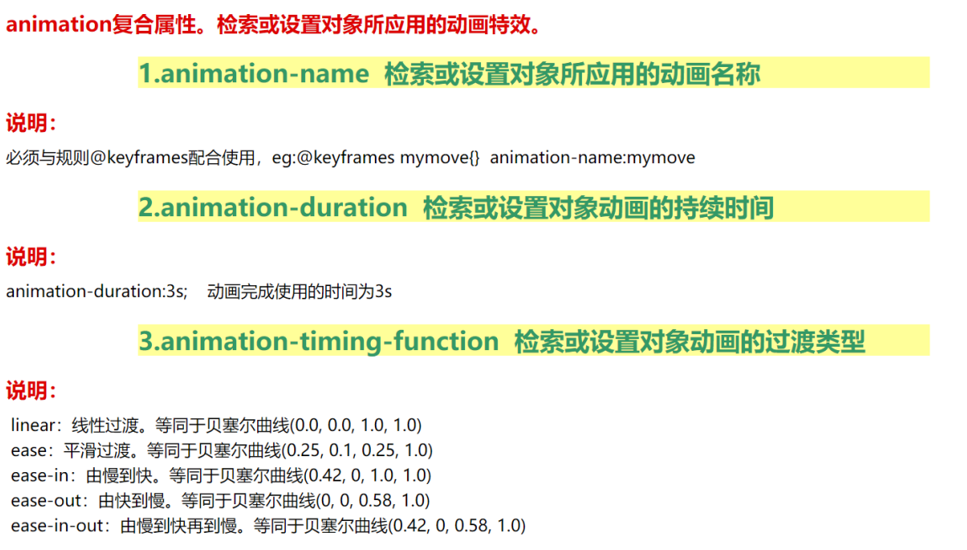 animation复合属性。检索或设置对象所应用的动画特效。
1.animation-name 检索或设置对象所应用的动画名称
说明：
必须与规则@keyframes配合使用，eg:@keyframes mymove{} animation-name:mymove
2.animation-duration 检索或设置对象动画的持续时间
说明：
animation-duration:3s; 动画完成使用的时间为3s
3.animation-timing-function 检索或设置对象动画的过渡类型
说明：
linear：线性过渡。等同于贝塞尔曲线(0.0, 0.0, 1.0, 1.0)
ease：平滑过渡。等同于贝塞尔曲线(0.25, 0.1, 0.25, 1.0)
ease-in：由慢到快。等同于贝塞尔曲线(0.42, 0, 1.0, 1.0)
ease-out：由快到慢。等同于贝塞尔曲线(0, 0, 0.58, 1.0)
ease-in-out：由慢到快再到慢。等同于贝塞尔曲线(0.42, 0, 0.58, 1.0)